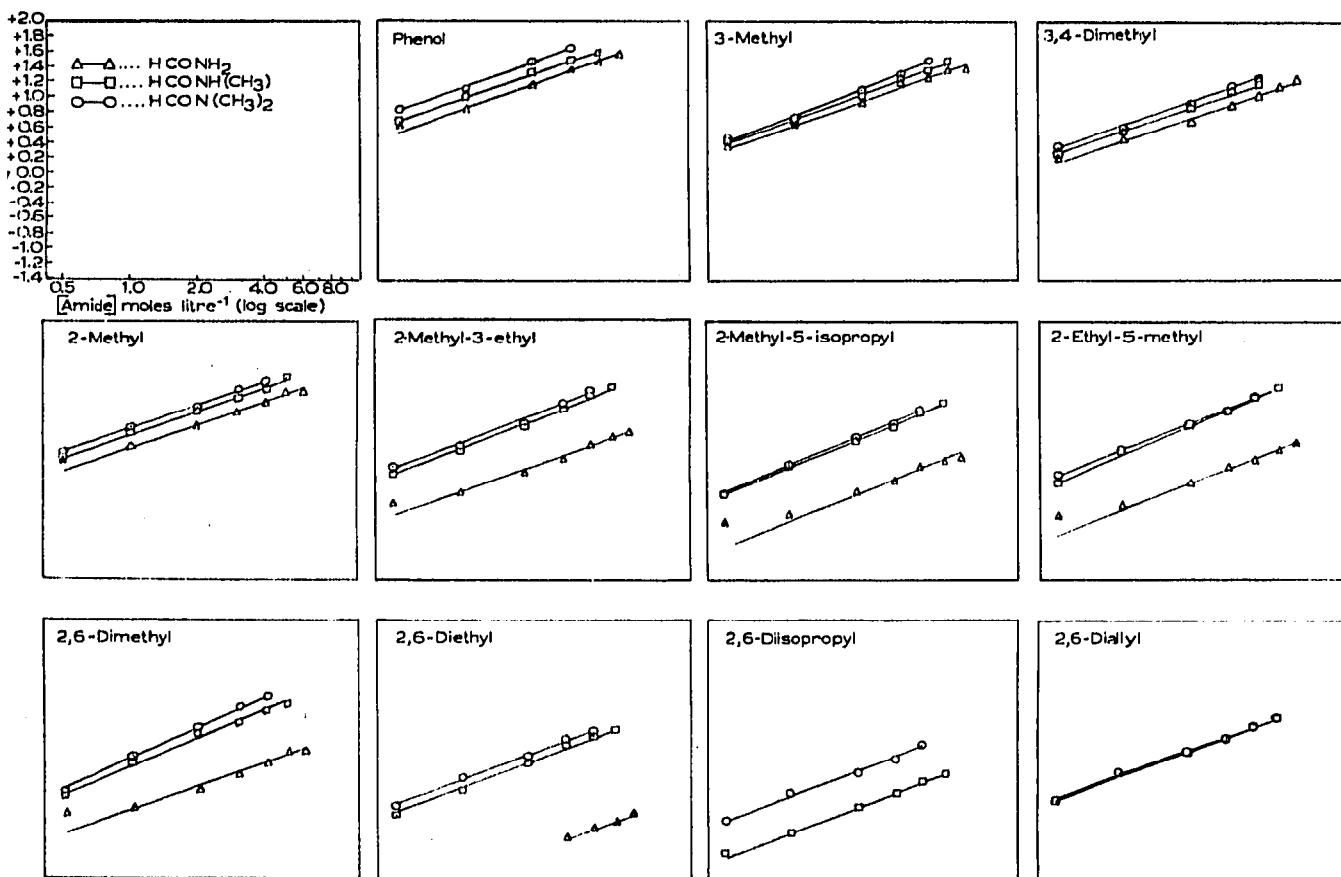 +2.0
+1.8
+1.6
+1.4
+1.2
+1.0
+0.8
+0.6
+0.4
+0.2
+0.0
-0.2
-0.4
-0.6
-0.8
-1.0
-1.2
-1.4
HCONH2
HCONH(CH3)
HCON(CH3)2
0.5 1.0 2.0 4.0 6.0 8.0
[Amide] moles litre-1 (log scale)
Phenol
3-Methyl
3,4-Dimethyl
2-Methyl
2-Methyl-3-ethyl
2-Methyl-5-isopropyl
2-Ethyl-5-methyl
2,6-Dimethyl
2,6-Diethyl
2,6-Diisopropyl
2,6-Diallyl